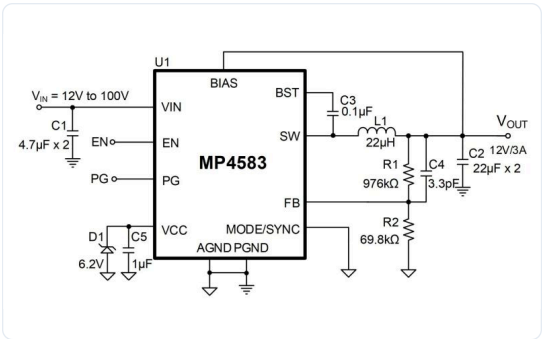 U1
BIAS
V_IN = 12V to 100V
VIN
BST
C3
0.1μF
L1
22μH
V_OUT
12V/3A
C1
4.7μF x 2
EN
EN
SW
MP4583
PG
PG
R1
976kΩ
C4
3.3pF
C2
22μF x 2
FB
VCC
MODE/SYNC
R2
69.8kΩ
D1
6.2V
C5
1μF
AGND PGND